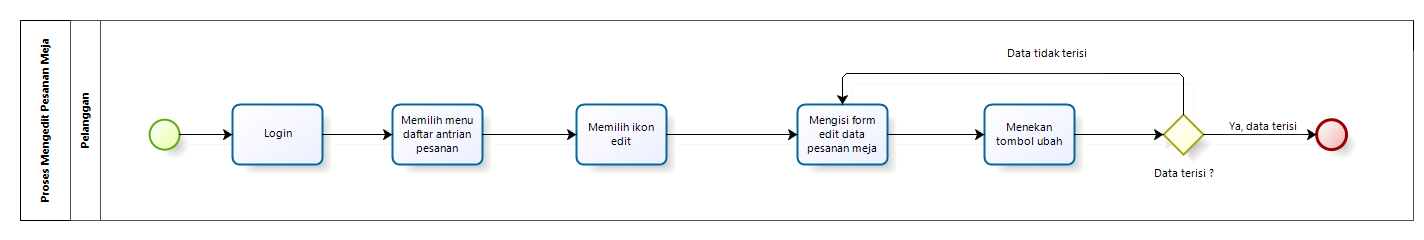 Proses Mengedit Pesanan Meja
Pelanggan
Login
Memilih menu
daftar antrian
pesanan
Memilih ikon
edit
Mengisi form
edit data
pesanan meja
Menekan
tombol ubah
Data tidak terisi
Data terisi ?
Ya, data terisi